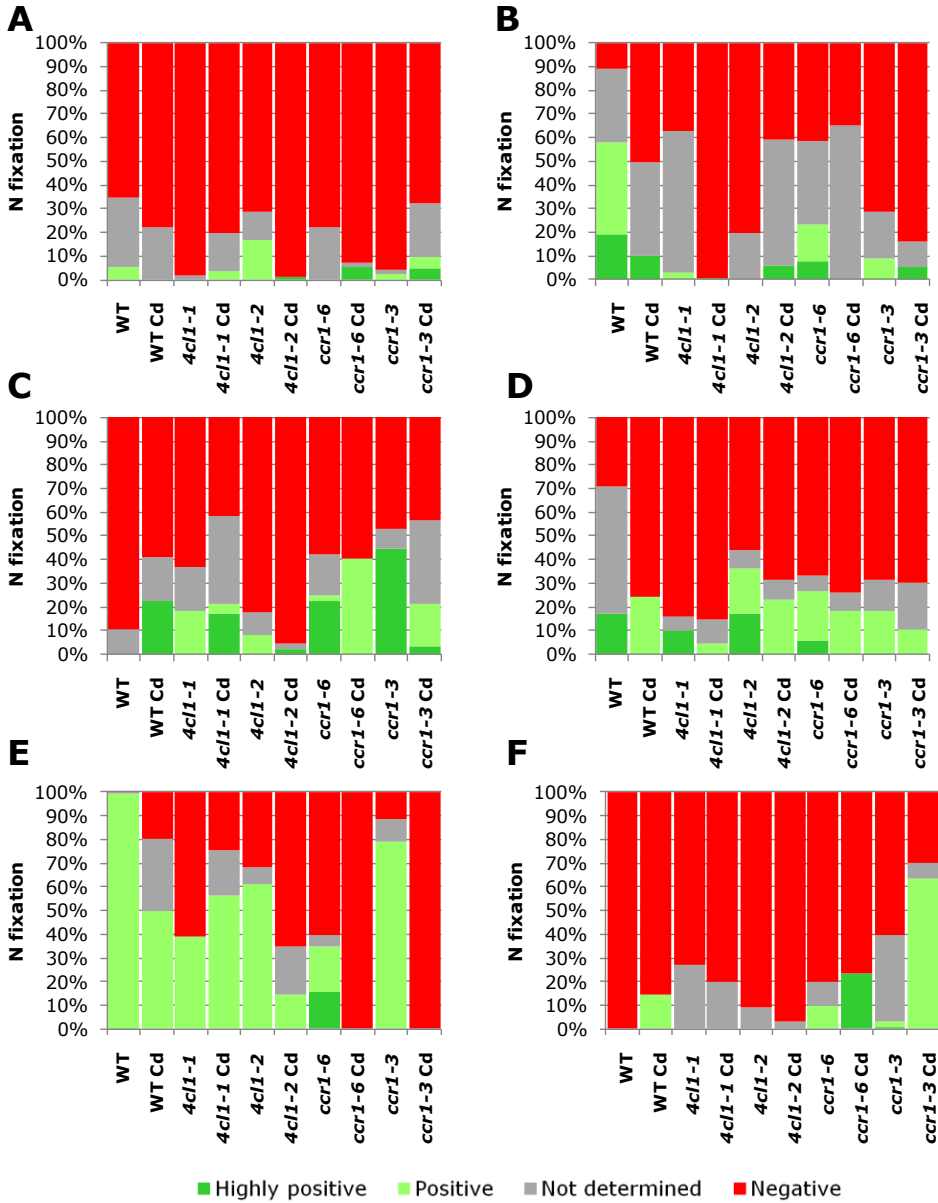 A
N fixation
100%
90%
80%
70%
60%
50%
40%
30%
20%
10%
0%
WT
WT Cd
4cl1-1
4cl1-1 Cd
4cl1-2
4cl1-2 Cd
ccr1-6
ccr1-6 Cd
ccr1-3
ccr1-3 Cd
B
N fixation
100%
90%
80%
70%
60%
50%
40%
30%
20%
10%
0%
WT
WT Cd
4cl1-1
4cl1-1 Cd
4cl1-2
4cl1-2 Cd
ccr1-6
ccr1-6 Cd
ccr1-3
ccr1-3 Cd
C
N fixation
100%
90%
80%
70%
60%
50%
40%
30%
20%
10%
0%
WT
WT Cd
4cl1-1
4cl1-1 Cd
4cl1-2
4cl1-2 Cd
ccr1-6
ccr1-6 Cd
ccr1-3
ccr1-3 Cd
D
N fixation
100%
90%
80%
70%
60%
50%
40%
30%
20%
10%
0%
WT
WT Cd
4cl1-1
4cl1-1 Cd
4cl1-2
4cl1-2 Cd
ccr1-6
ccr1-6 Cd
ccr1-3
ccr1-3 Cd
E
N fixation
100%
90%
80%
70%
60%
50%
40%
30%
20%
10%
0%
WT
WT Cd
4cl1-1
4cl1-1 Cd
4cl1-2
4cl1-2 Cd
ccr1-6
ccr1-6 Cd
ccr1-3
ccr1-3 Cd
F
N fixation
100%
90%
80%
70%
60%
50%
40%
30%
20%
10%
0%
WT
WT Cd
4cl1-1
4cl1-1 Cd
4cl1-2
4cl1-2 Cd
ccr1-6
ccr1-6 Cd
ccr1-3
ccr1-3 Cd
Highly positive Positive Not determined Negative